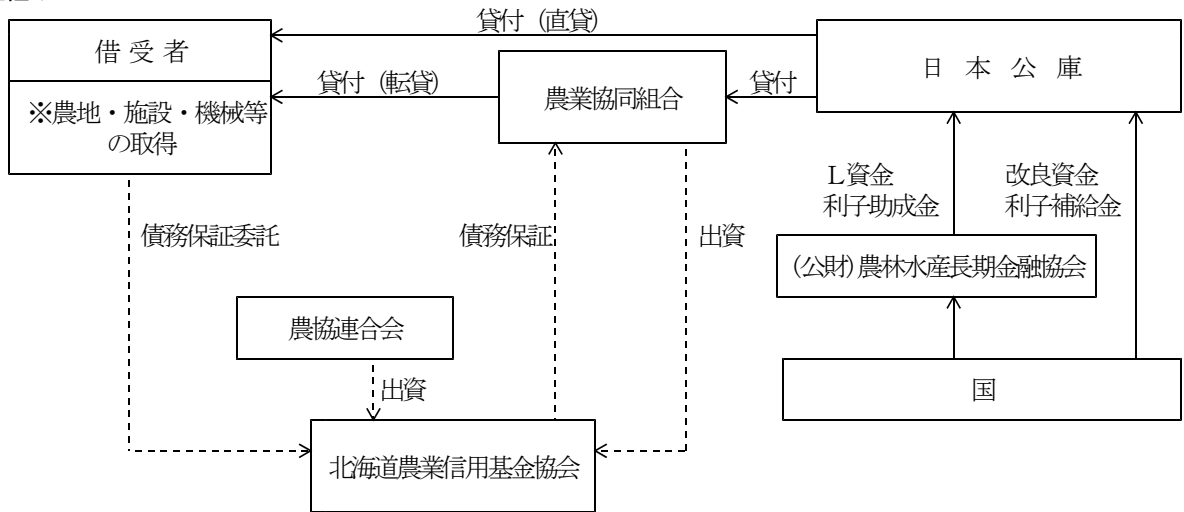 貸付（直貸）
借 受 者
日 本 公 庫
貸付（転貸）
農業協同組合
貸付
※農地・施設・機械等
の取得
Ｌ資金
利子助成金
改良資金
利子補給金
債務保証委託
債務保証
出資
（公財）農林水産長期金融協会
農協連合会
出資
国
北海道農業信用基金協会